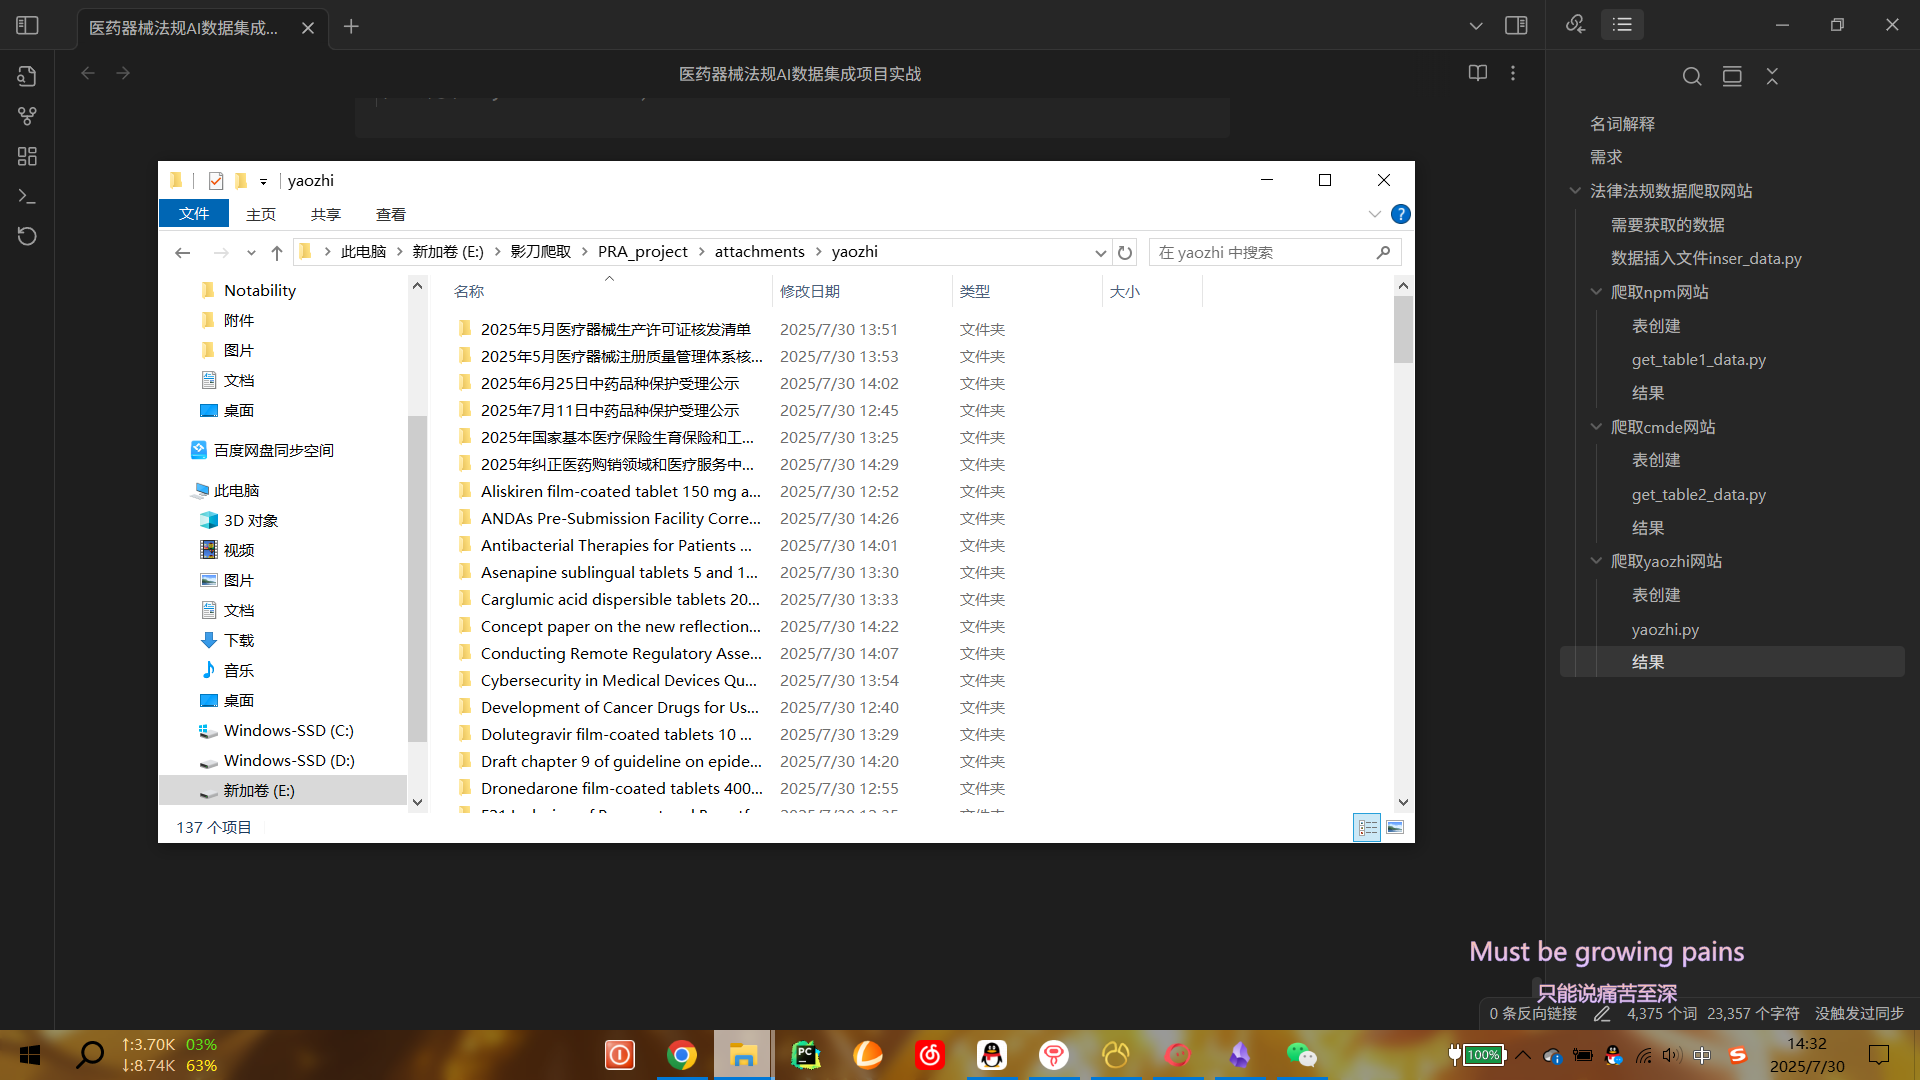 医药器械法规AI数据集成...
医药器械法规AI数据集成项目实战
yaozhi
文件
主页
共享
查看
此电脑
新加卷 (E:)
影刀爬取
PRA_project
attachments
yaozhi
在 yaozhi 中搜索
Notability
附件
图片
文档
桌面
百度网盘同步空间
此电脑
3D 对象
视频
图片
文档
下载
音乐
桌面
Windows-SSD (C:)
Windows-SSD (D:)
新加卷 (E:)
名称 修改日期 类型 大小
2025年5月医疗器械生产许可证核发清单 2025/7/30 13:51 文件夹
2025年5月医疗器械注册质量管理体系核... 2025/7/30 13:53 文件夹
2025年6月25日中药品种保护受理公示 2025/7/30 14:02 文件夹
2025年7月11日中药品种保护受理公示 2025/7/30 12:45 文件夹
2025年国家基本医疗保险生育保险和工... 2025/7/30 13:25 文件夹
2025年纠正医药购销领域和医疗服务中... 2025/7/30 14:29 文件夹
Aliskiren film-coated tablet 150 mg a... 2025/7/30 12:52 文件夹
ANDAs Pre-Submission Facility Corre... 2025/7/30 14:26 文件夹
Antibacterial Therapies for Patients ... 2025/7/30 14:01 文件夹
Asenapine sublingual tablets 5 and 1... 2025/7/30 13:30 文件夹
Carglumic acid dispersible tablets 20... 2025/7/30 13:33 文件夹
Concept paper on the new reflection... 2025/7/30 14:22 文件夹
Conducting Remote Regulatory Asse... 2025/7/30 14:07 文件夹
Cybersecurity in Medical Devices Qu... 2025/7/30 13:54 文件夹
Development of Cancer Drugs for Us... 2025/7/30 12:40 文件夹
Dolutegravir film-coated tablets 10 ... 2025/7/30 13:29 文件夹
Draft chapter 9 of guideline on epide... 2025/7/30 14:20 文件夹
Dronedarone film-coated tablets 400... 2025/7/30 12:55 文件夹
137 个项目
名词解释
需求
法律法规数据爬取网站
需要获取的数据
数据插入文件inser_data.py
爬取npm网站
表创建
get_table1_data.py
结果
爬取cmde网站
表创建
get_table2_data.py
结果
爬取yaozhi网站
表创建
yaozhi.py
结果
Must be growing pains
只能说痛苦至深
0 条反向链接 4,375 个词 23,357 个字符 没触发过同步
↑:3.70K 03%
↓:8.74K 63%
100%
中
14:32
2025/7/30